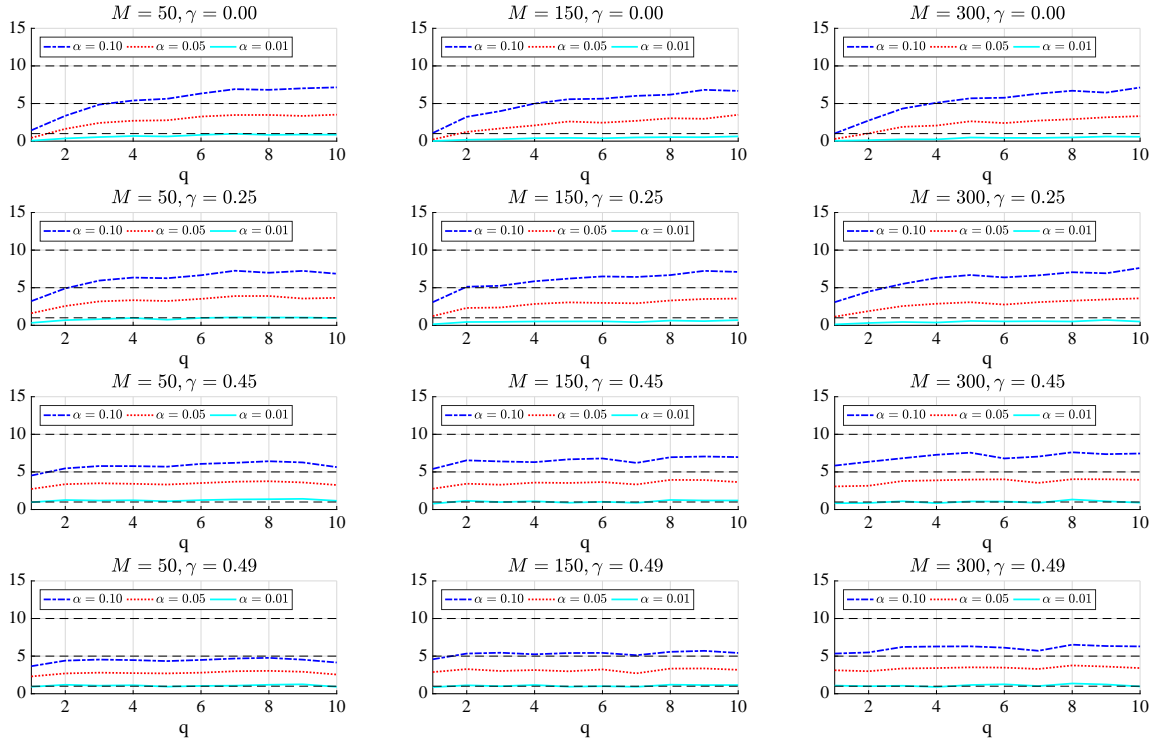 M = 50, γ = 0.00
15
α = 0.10 α = 0.05 α = 0.01
10
5
0
2 4 6 8 10
q
M = 150, γ = 0.00
15
α = 0.10 α = 0.05 α = 0.01
10
5
0
2 4 6 8 10
q
M = 300, γ = 0.00
15
α = 0.10 α = 0.05 α = 0.01
10
5
0
2 4 6 8 10
q
M = 50, γ = 0.25
15
α = 0.10 α = 0.05 α = 0.01
10
5
0
2 4 6 8 10
q
M = 150, γ = 0.25
15
α = 0.10 α = 0.05 α = 0.01
10
5
0
2 4 6 8 10
q
M = 300, γ = 0.25
15
α = 0.10 α = 0.05 α = 0.01
10
5
0
2 4 6 8 10
q
M = 50, γ = 0.45
15
α = 0.10 α = 0.05 α = 0.01
10
5
0
2 4 6 8 10
q
M = 150, γ = 0.45
15
α = 0.10 α = 0.05 α = 0.01
10
5
0
2 4 6 8 10
q
M = 300, γ = 0.45
15
α = 0.10 α = 0.05 α = 0.01
10
5
0
2 4 6 8 10
q
M = 50, γ = 0.49
15
α = 0.10 α = 0.05 α = 0.01
10
5
0
2 4 6 8 10
q
M = 150, γ = 0.49
15
α = 0.10 α = 0.05 α = 0.01
10
5
0
2 4 6 8 10
q
M = 300, γ = 0.49
15
α = 0.10 α = 0.05 α = 0.01
10
5
0
2 4 6 8 10
q